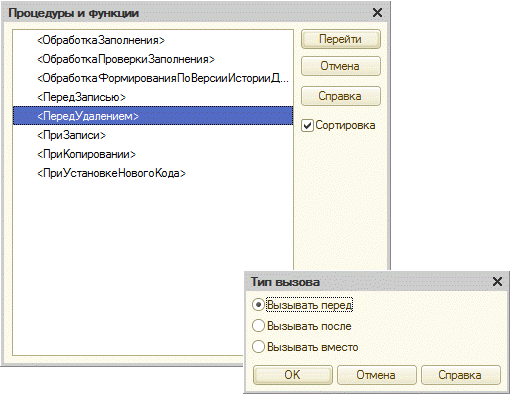 Процедуры и функции
<ОбработкаЗаполнения>
<ОбработкаПроверкиЗаполнения>
<ОбработкаФормированияПоВерсииИсторииД...
<ПередЗаписью>
<ПередУдалением>
<ПриЗаписи>
<ПриКопировании>
<ПриУстановкеНовогоКода>
Перейти
Отмена
Справка
Сортировка
Тип вызова
Вызывать перед
Вызывать после
Вызывать вместо
OK
Отмена
Справка